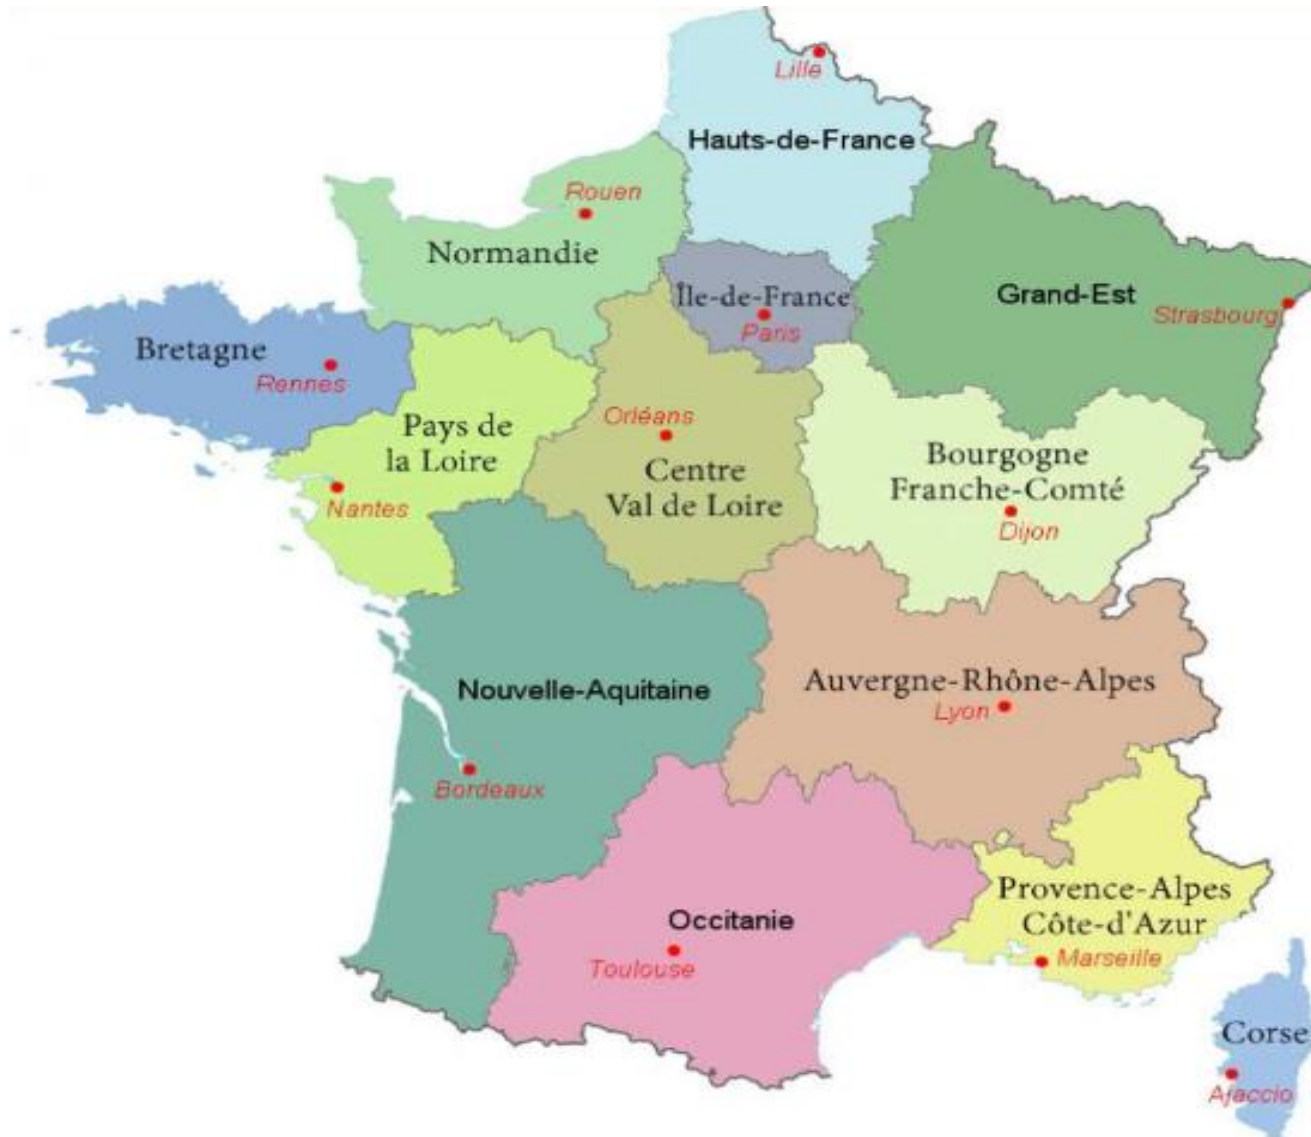 Lille
Hauts-de-France
Rouen
Normandie
Île-de-France
Paris
Grand-Est
Strasbourg
Bretagne
Rennes
Pays de
la Loire
Nantes
Orléans
Centre
Val de Loire
Bourgogne
Franche-Comté
Dijon
Nouvelle-Aquitaine
Bordeaux
Auvergne-Rhône-Alpes
Lyon
Occitanie
Toulouse
Provence-Alpes
Côte-d'Azur
Marseille
Corse
Ajaccio